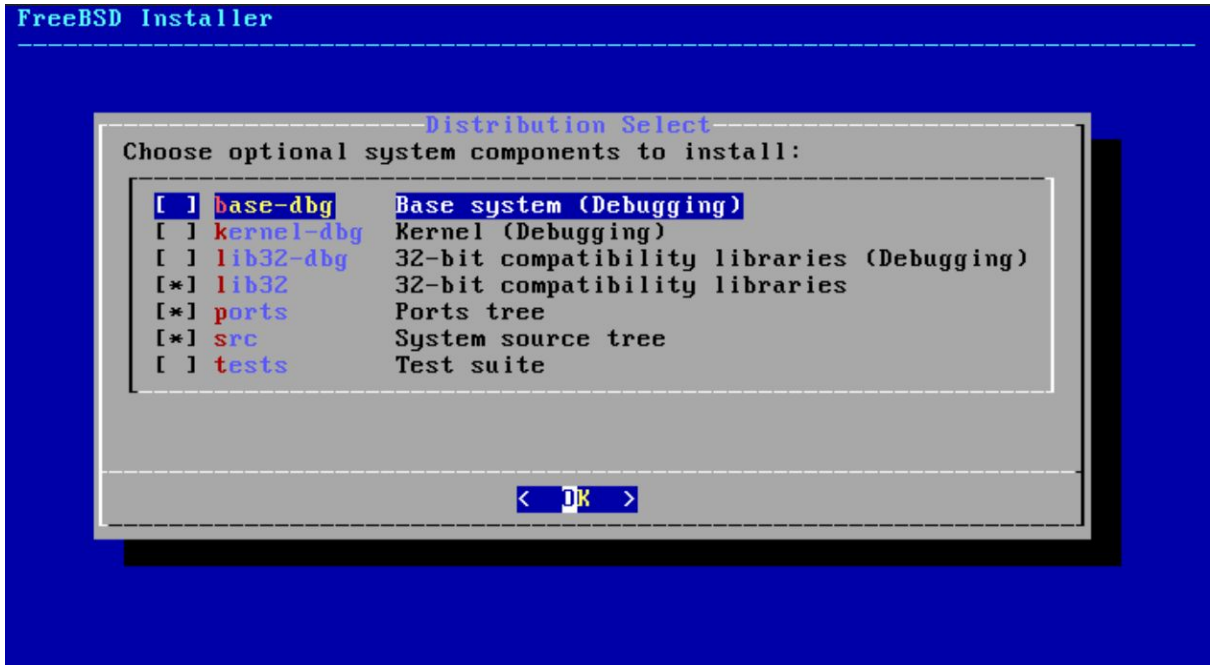 FreeBSD Installer
Distribution Select
Choose optional system components to install:
[ ] base-dbg Base system (Debugging)
[ ] kernel-dbg Kernel (Debugging)
[ ] lib32-dbg 32-bit compatibility libraries (Debugging)
[*] lib32 32-bit compatibility libraries
[*] ports Ports tree
[*] src System source tree
[ ] tests Test suite
< OK >